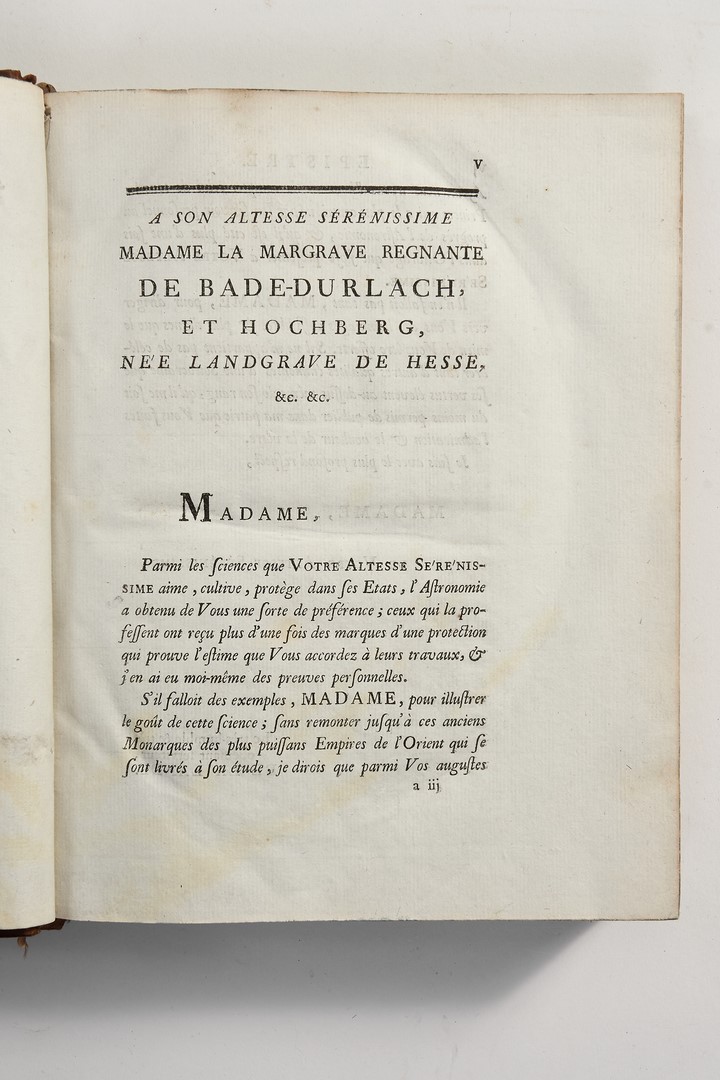 V
A SON ALTESSE SÉRÉNISSIME
MADAME LA MARGRAVE REGNANTE
DE BADE-DURLACH,
ET HOCHBERG,
NE'E LANDGRAVE DE HESSE,
&c. &c.
MADAME,
Parmi les ſciences que VOTRE ALTESSE SE'RE'NIS-
SIME aime, cultive, protège dans ſes Etats, l'Aſtronomie
a obtenu de Vous une ſorte de préférence ; ceux qui la pro-
feſſent ont reçu plus d'une fois des marques d'une protection
qui prouve l'eſtime que Vous accordez à leurs travaux, &
j'en ai eu moi-même des preuves perſonnelles.
S'il falloit des exemples, MADAME, pour illuſtrer
le goût de cette ſcience ; ſans remonter juſqu'à ces anciens
Monarques des plus puiſſans Empires de l'Orient qui ſe
ſont livrés à ſon étude, je dirois que parmi Vos auguſtes
a iij